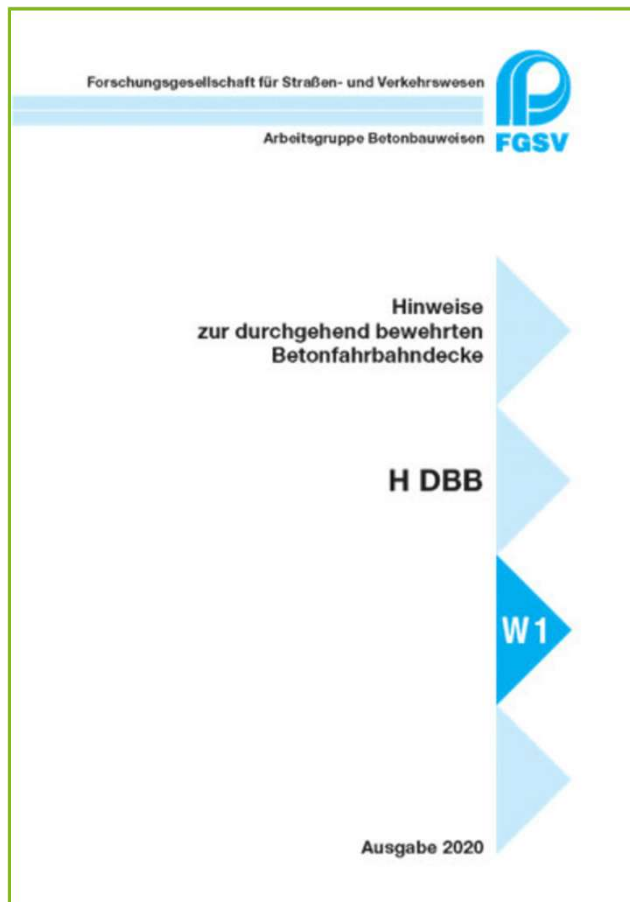 Forschungsgesellschaft für Straßen- und Verkehrswesen
Arbeitsgruppe Betonbauweisen
FGSV
Hinweise
zur durchgehend bewehrten
Betonfahrbahndecke
H DBB
W 1
Ausgabe 2020